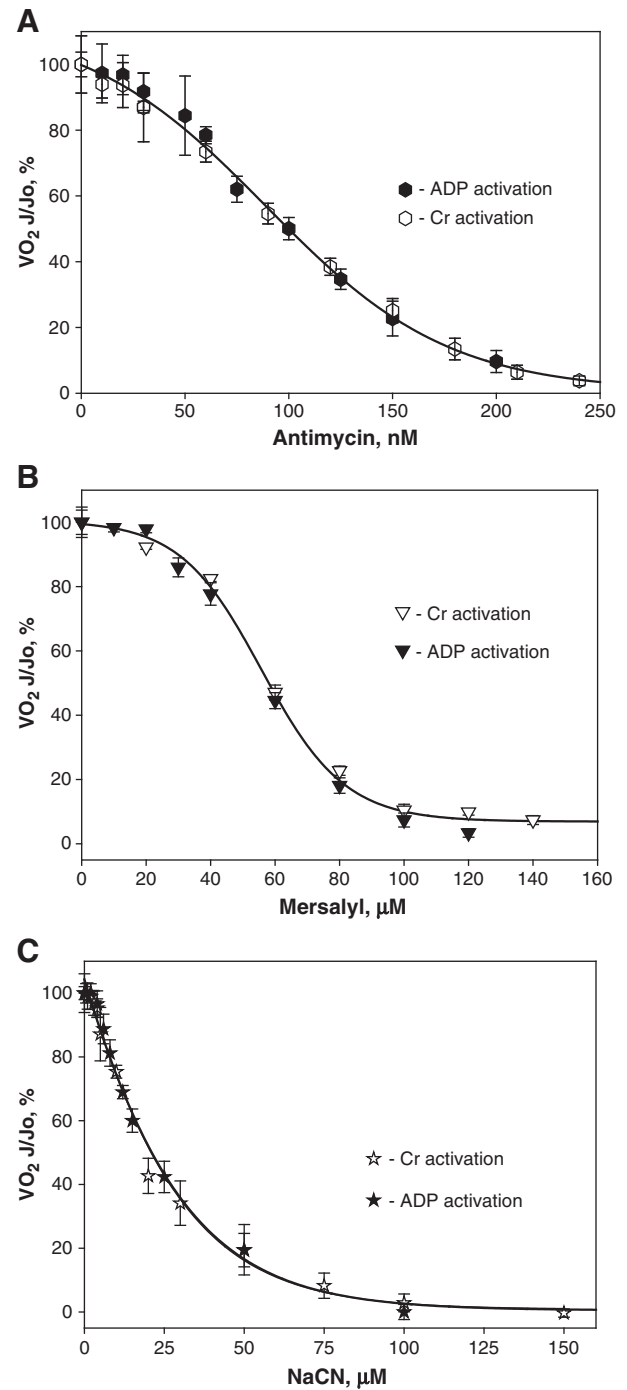 A
VO2 J/Jo, %
100
80
60
40
20
0
- ADP activation
- Cr activation
0 50 100 150 200 250
Antimycin, nM
B
VO2 J/Jo, %
100
80
60
40
20
0
- Cr activation
- ADP activation
0 20 40 60 80 100 120 140 160
Mersalyl, μM
C
VO2 J/Jo, %
100
80
60
40
20
0
- Cr activation
- ADP activation
0 25 50 75 100 125 150
NaCN, μM